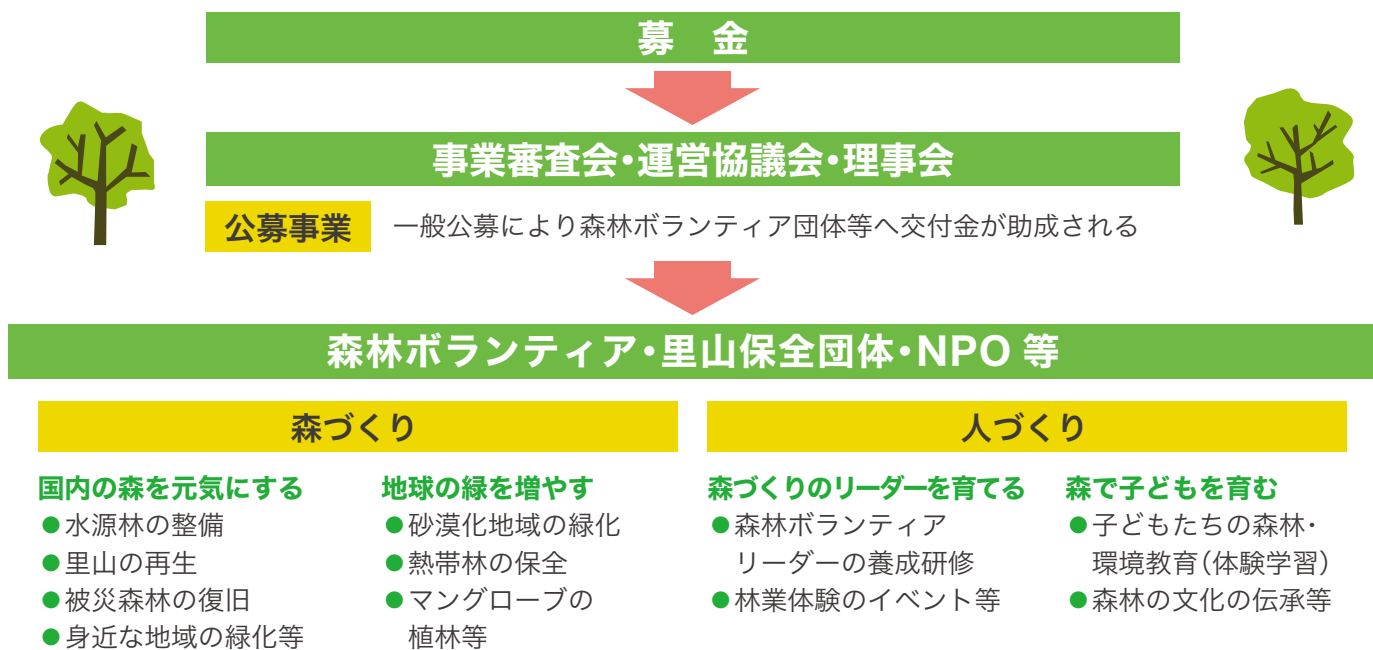 募　金
事業審査会・運営協議会・理事会
公募事業
一般公募により森林ボランティア団体等へ交付金が助成される
森林ボランティア・里山保全団体・NPO 等
森づくり
国内の森を元気にする
●水源林の整備
●里山の再生
●被災森林の復旧
●身近な地域の緑化等
地球の緑を増やす
●砂漠化地域の緑化
●熱帯林の保全
●マングローブの
植林等
人づくり
森づくりのリーダーを育てる
●森林ボランティア
リーダーの養成研修
●林業体験のイベント等
森で子どもを育む
●子どもたちの森林・
環境教育（体験学習）
●森林の文化の伝承等